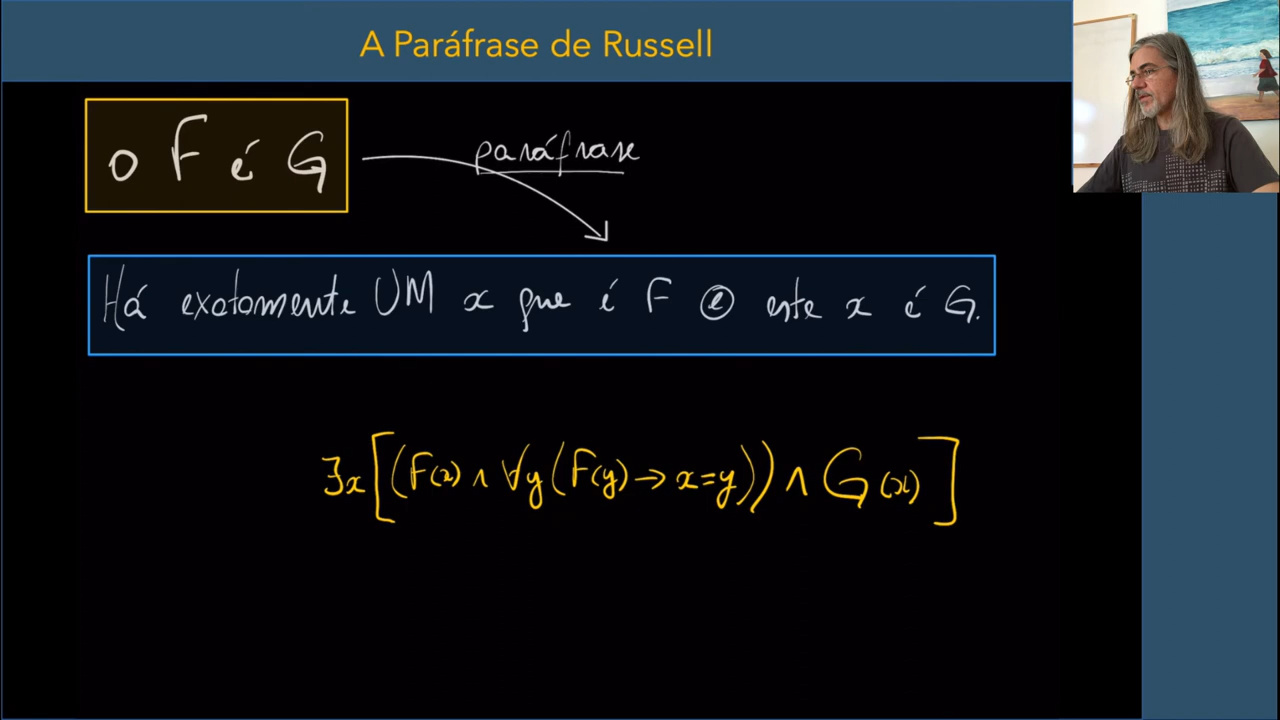 A Paráfrase de Russell
o F é G
paráfrase
Há exatamente UM x que é F e este x é G.
∃x[(F(x) ∧ ∀y(F(y) → x=y)) ∧ G(x)]